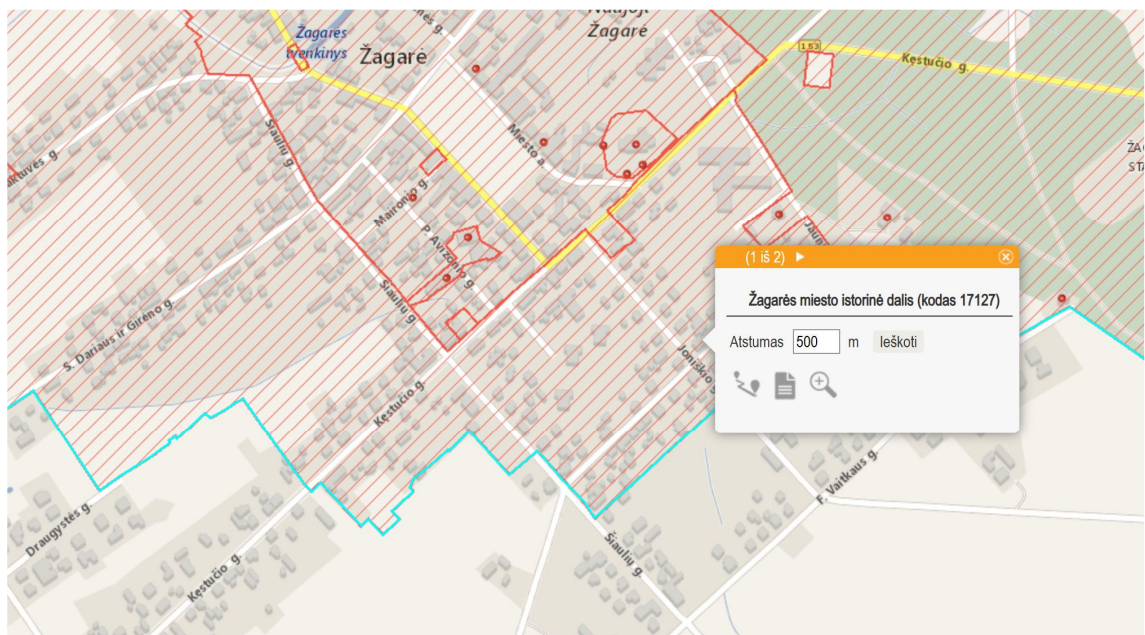 Žagarės
tvenkinys
Žagarė
Žagarė
153
Kęstučio g.
Šiaulių g.
Miesto a.
Maironio g.
P. Avižonio g.
Šiaulių g.
S. Dariaus ir Girėno g.
Kęstučio g.
Joniškio g.
Draugystės g.
Kęstučio g.
Šiaulių g.
F. Vaitkaus g.
(1 iš 2)
Žagarės miesto istorinė dalis (kodas 17127)
Atstumas 500 m Ieškoti